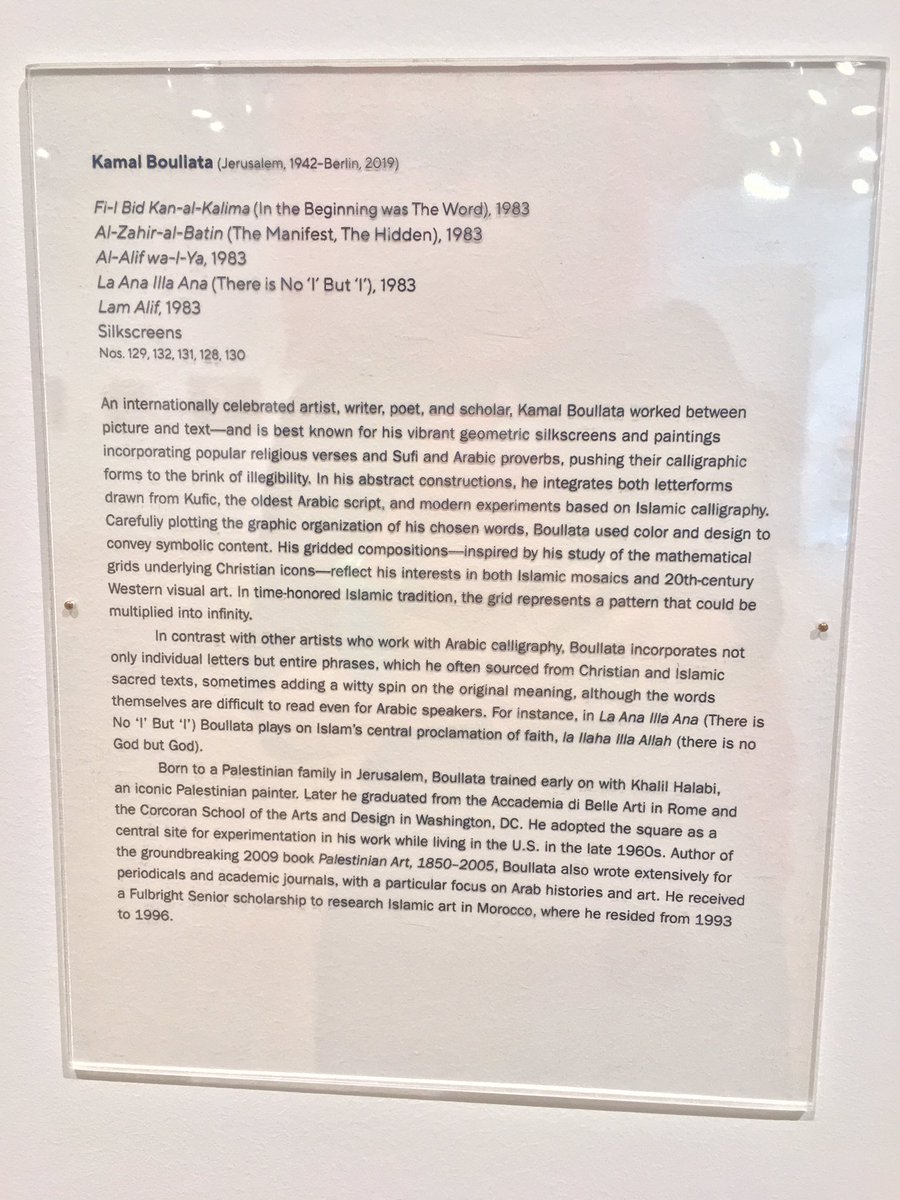 Kamal Boullata (Jerusalem, 1942–Berlin, 2019)
Fi-l Bid Kan-al-Kalima (In the Beginning was The Word), 1983
Al-Zahir-al-Batin (The Manifest, The Hidden), 1983
Al-Alif wa-l-Ya, 1983
La Ana Illa Ana (There is No ‘I’ But ‘I’), 1983
Lam Alif, 1983
Silkscreens
Nos. 129, 132, 131, 128, 130
An internationally celebrated artist, writer, poet, and scholar, Kamal Boullata worked between
picture and text—and is best known for his vibrant geometric silkscreens and paintings
incorporating popular religious verses and Sufi and Arabic proverbs, pushing their calligraphic
forms to the brink of illegibility. In his abstract constructions, he integrates both letterforms
drawn from Kufic, the oldest Arabic script, and modern experiments based on Islamic calligraphy.
Carefully plotting the graphic organization of his chosen words, Boullata used color and design to
convey symbolic content. His gridded compositions—inspired by his study of the mathematical
grids underlying Christian icons—reflect his interests in both Islamic mosaics and 20th-century
Western visual art. In time-honored Islamic tradition, the grid represents a pattern that could be
multiplied into infinity.
In contrast with other artists who work with Arabic calligraphy, Boullata incorporates not
only individual letters but entire phrases, which he often sourced from Christian and Islamic
sacred texts, sometimes adding a witty spin on the original meaning, although the words
themselves are difficult to read even for Arabic speakers. For instance, in La Ana Illa Ana (There is
No ‘I’ But ‘I’) Boullata plays on Islam’s central proclamation of faith, la Ilaha Illa Allah (there is no
God but God).
Born to a Palestinian family in Jerusalem, Boullata trained early on with Khalil Halabi,
an iconic Palestinian painter. Later he graduated from the Accademia di Belle Arti in Rome and
the Corcoran School of the Arts and Design in Washington, DC. He adopted the square as a
central site for experimentation in his work while living in the U.S. in the late 1960s. Author of
the groundbreaking 2009 book Palestinian Art, 1850–2005, Boullata also wrote extensively for
periodicals and academic journals, with a particular focus on Arab histories and art. He received
a Fulbright Senior scholarship to research Islamic art in Morocco, where he resided from 1993
to 1996.